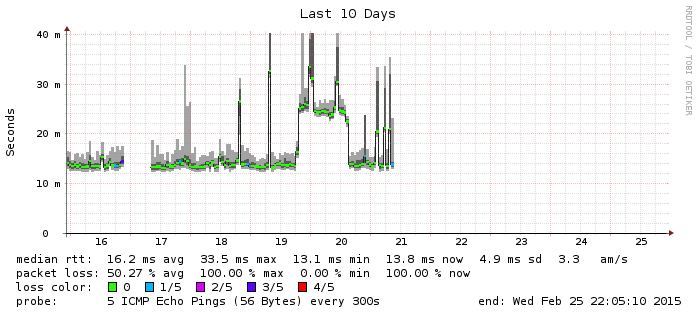 Last 10 Days
RRDTOOL / TOBI OETIKER
Seconds
40 m
30 m
20 m
10 m
0
16 17 18 19 20 21 22 23 24 25
median rtt: 16.2 ms avg 33.5 ms max 13.1 ms min 13.8 ms now 4.9 ms sd 3.3 am/s
packet loss: 50.27 % avg 100.00 % max 0.00 % min 100.00 % now
loss color: 0 1/5 2/5 3/5 4/5
probe: 5 ICMP Echo Pings (56 Bytes) every 300s end: Wed Feb 25 22:05:10 2015